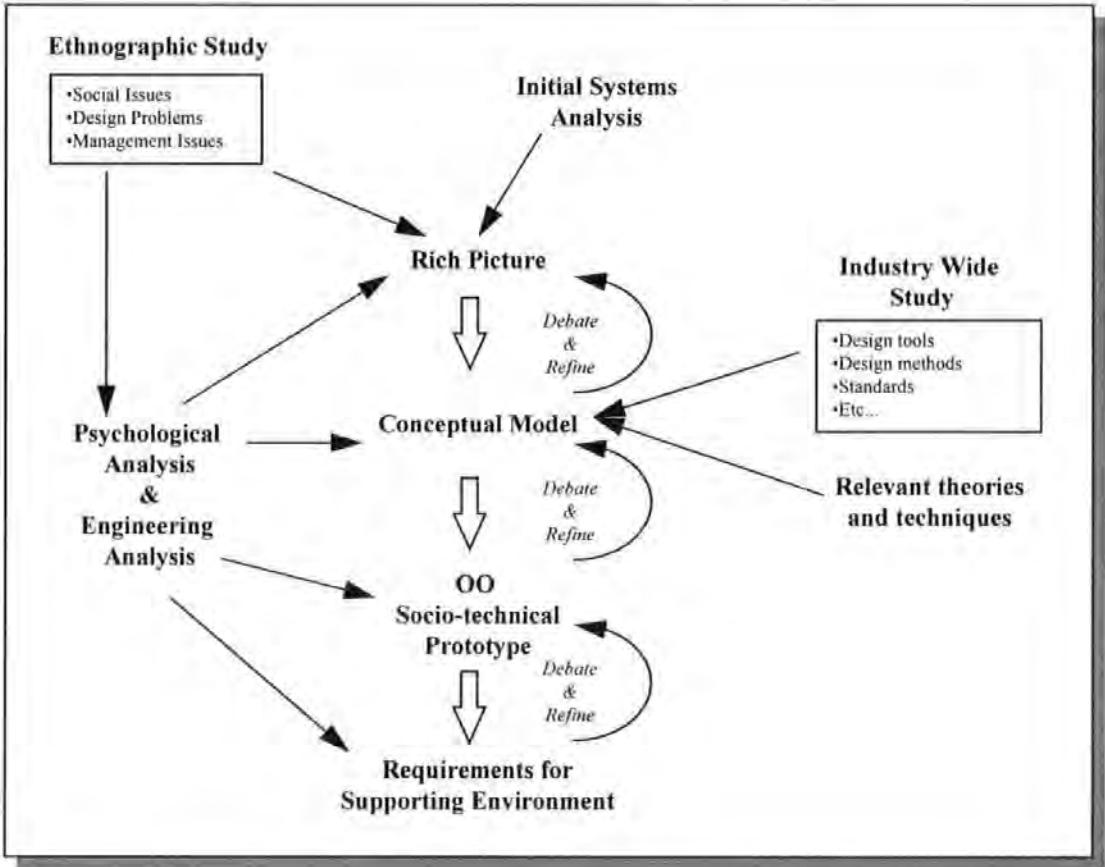 Ethnographic Study
•Social Issues
•Design Problems
•Management Issues
Initial Systems
Analysis
Rich Picture
Debate
&
Refine
Industry Wide
Study
•Design tools
•Design methods
•Standards
•Etc...
Psychological
Analysis
&
Engineering
Analysis
Conceptual Model
Debate
&
Refine
Relevant theories
and techniques
OO
Socio-technical
Prototype
Debate
&
Refine
Requirements for
Supporting Environment